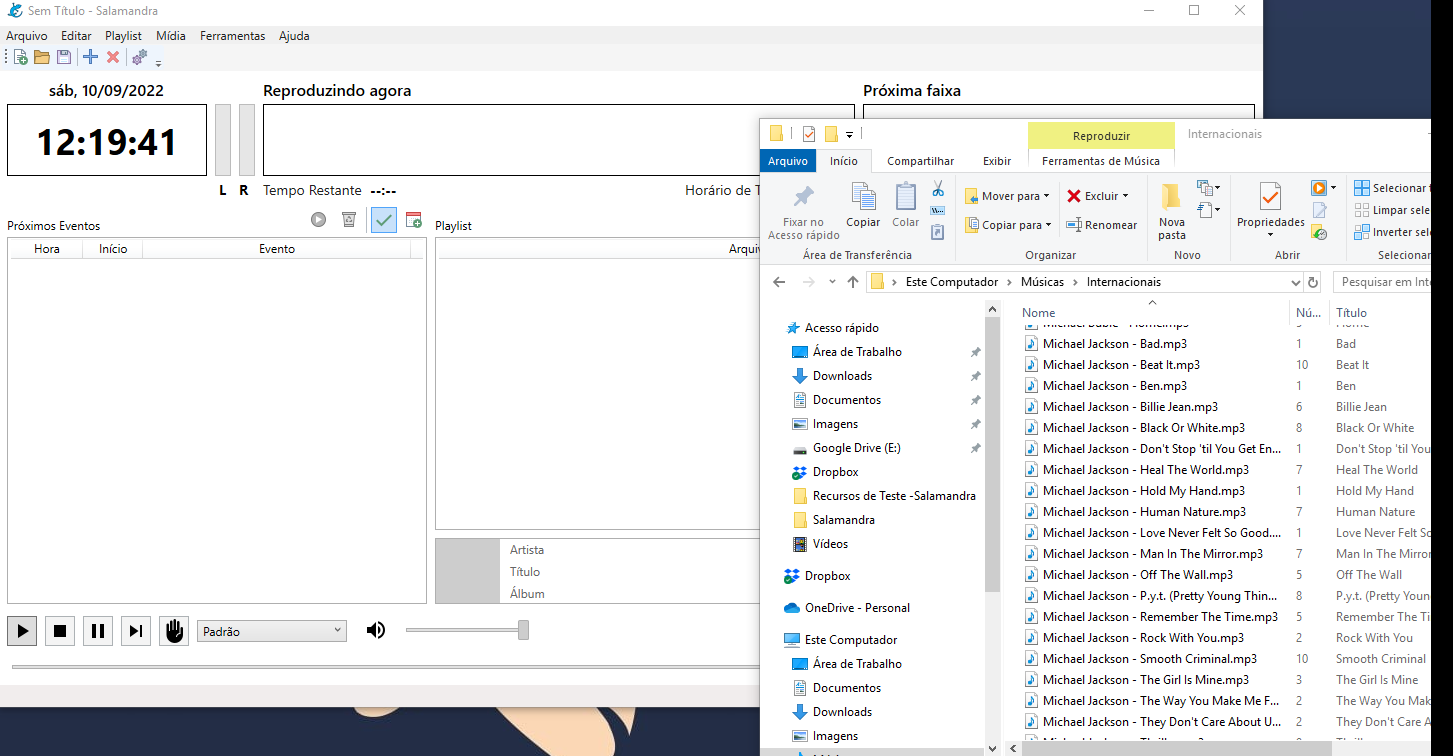 Sem Título - Salamandra
Arquivo Editar Playlist Mídia Ferramentas Ajuda
sáb, 10/09/2022
Reproduzindo agora
Próxima faixa
12:19:41
L R
Tempo Restante --:--
Horário de
Próximos Eventos
Hora Início Evento
Playlist
Artista
Título
Álbum
Padrão
Reproduzir
Internacionais
Arquivo Início Compartilhar Exibir Ferramentas de Música
Fixar no
Acesso rápido
Copiar
Colar
Área de Transferência
Mover para
Copiar para
Excluir
Renomear
Organizar
Nova
pasta
Novo
Propriedades
Abrir
Selecionar
Limpar sele
Inverter sel
Selecionar
Este Computador > Músicas > Internacionais
Pesquisar em Int
Acesso rápido
Área de Trabalho
Downloads
Documentos
Imagens
Google Drive (E:)
Dropbox
Recursos de Teste -Salamandra
Salamandra
Vídeos
Dropbox
OneDrive - Personal
Este Computador
Área de Trabalho
Documentos
Downloads
Imagens
Nome Nú... Título
Michael Jackson - Bad.mp3 1 Bad
Michael Jackson - Beat It.mp3 10 Beat It
Michael Jackson - Ben.mp3 1 Ben
Michael Jackson - Billie Jean.mp3 6 Billie Jean
Michael Jackson - Black Or White.mp3 8 Black Or White
Michael Jackson - Don't Stop 'til You Get En... 1 Don't Stop 'til You
Michael Jackson - Heal The World.mp3 7 Heal The World
Michael Jackson - Hold My Hand.mp3 1 Hold My Hand
Michael Jackson - Human Nature.mp3 7 Human Nature
Michael Jackson - Love Never Felt So Good.... 1 Love Never Felt So
Michael Jackson - Man In The Mirror.mp3 7 Man In The Mirror
Michael Jackson - Off The Wall.mp3 5 Off The Wall
Michael Jackson - P.y.t. (Pretty Young Thin... 8 P.y.t. (Pretty Youn
Michael Jackson - Remember The Time.mp3 5 Remember The Ti
Michael Jackson - Rock With You.mp3 2 Rock With You
Michael Jackson - Smooth Criminal.mp3 10 Smooth Criminal
Michael Jackson - The Girl Is Mine.mp3 3 The Girl Is Mine
Michael Jackson - The Way You Make Me F... 2 The Way You Mak
Michael Jackson - They Don't Care About U... 2 They Don't Care A